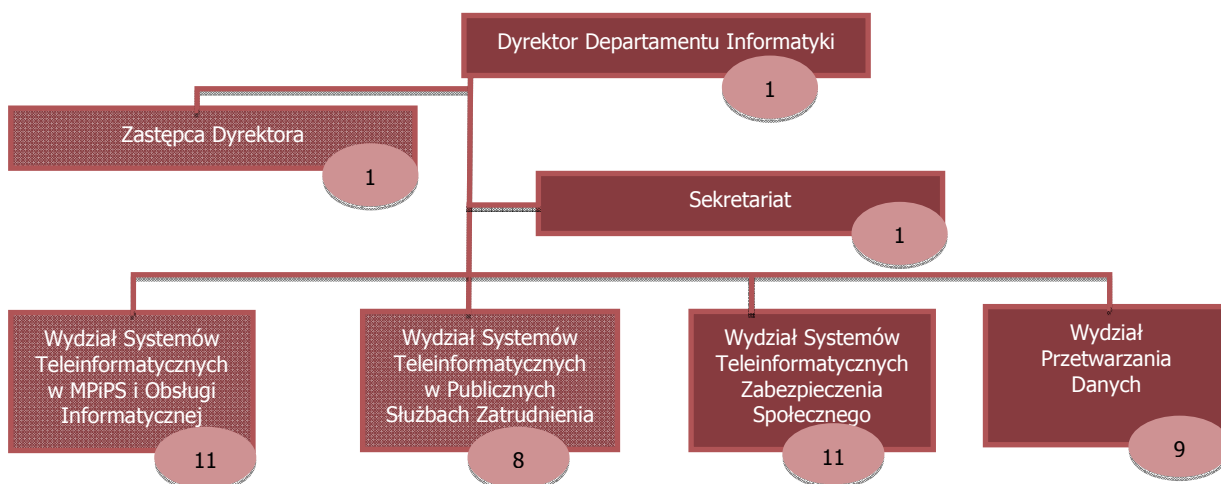 Dyrektor Departamentu Informatyki
1
Zastępca Dyrektora
1
Sekretariat
1
Wydział Systemów
Teleinformatycznych
w MPiPS i Obsługi
Informatycznej
11
Wydział Systemów
Teleinformatycznych
w Publicznych
Służbach Zatrudnienia
8
Wydział Systemów
Teleinformatycznych
Zabezpieczenia
Społecznego
11
Wydział
Przetwarzania
Danych
9